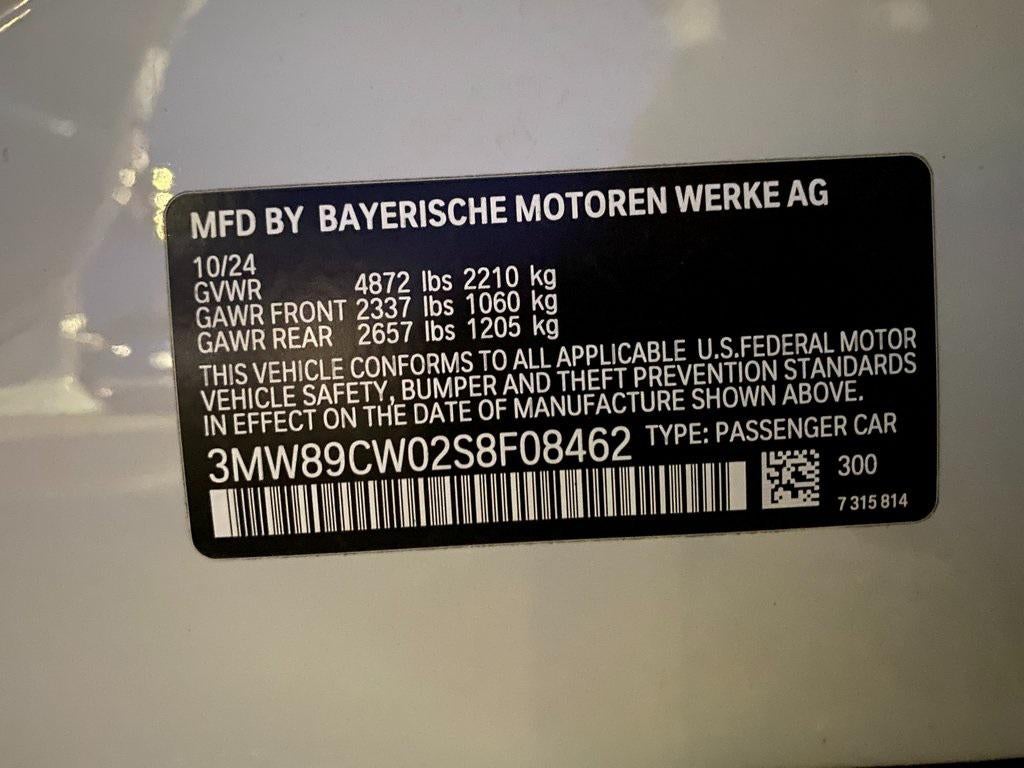 MFD BY BAYERISCHE MOTOREN WERKE AG
10/24
GVWR 4872 lbs 2210 kg
GAWR FRONT 2337 lbs 1060 kg
GAWR REAR 2657 lbs 1205 kg
THIS VEHICLE CONFORMS TO ALL APPLICABLE U.S.FEDERAL MOTOR
VEHICLE SAFETY, BUMPER AND THEFT PREVENTION STANDARDS
IN EFFECT ON THE DATE OF MANUFACTURE SHOWN ABOVE.
3MW89CW02S8F08462 TYPE: PASSENGER CAR
300
7 315 814